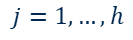 j = 1, … , h